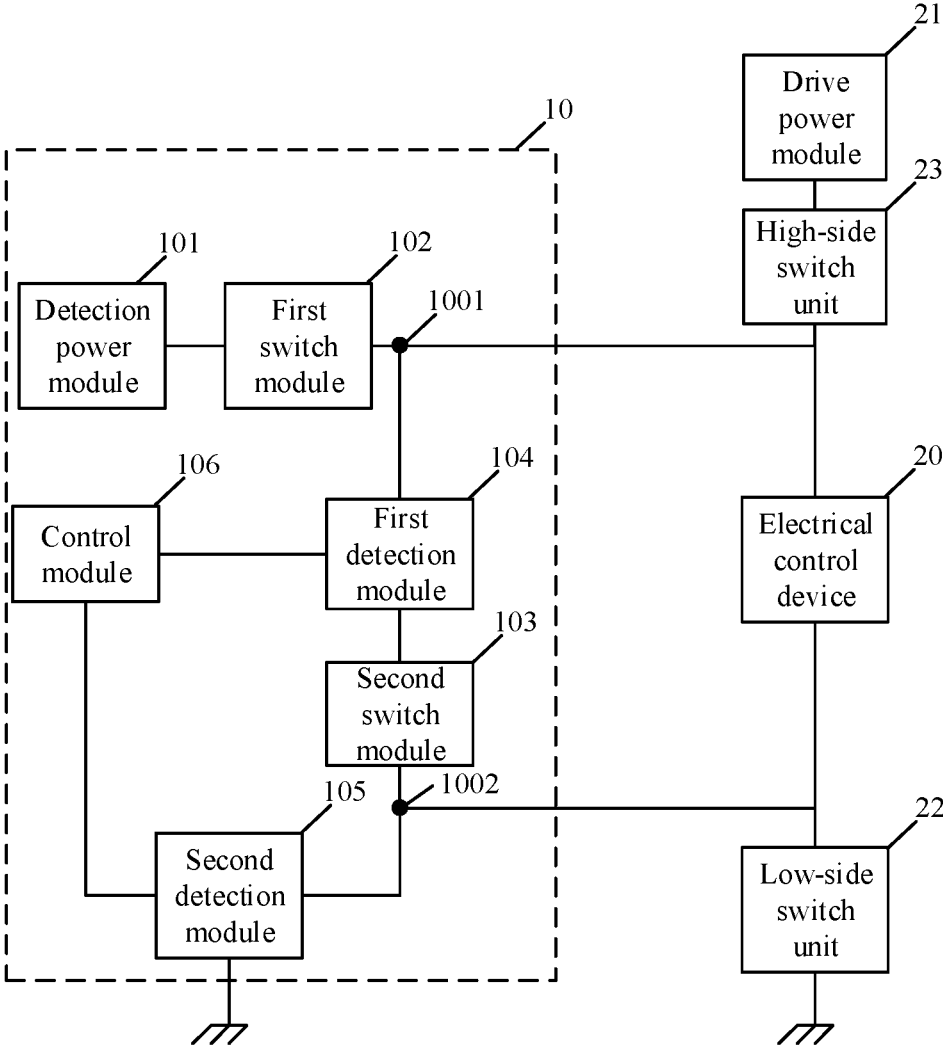 21
Drive
power
module
10
23
High-side
switch
unit
101
102
1001
Detection
power
module
First
switch
module
106
104
20
Control
module
First
detection
module
Electrical
control
device
103
Second
switch
module
1002
105
22
Second
detection
module
Low-side
switch
unit